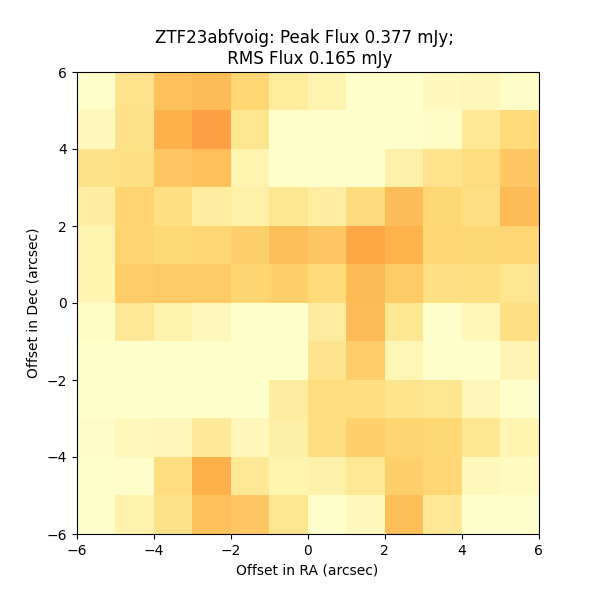 ZTF23abfvoig: Peak Flux 0.377 mJy;
RMS Flux 0.165 mJy
6
4
2
0
−2
−4
−6
Offset in Dec (arcsec)
−6 −4 −2 0 2 4 6
Offset in RA (arcsec)